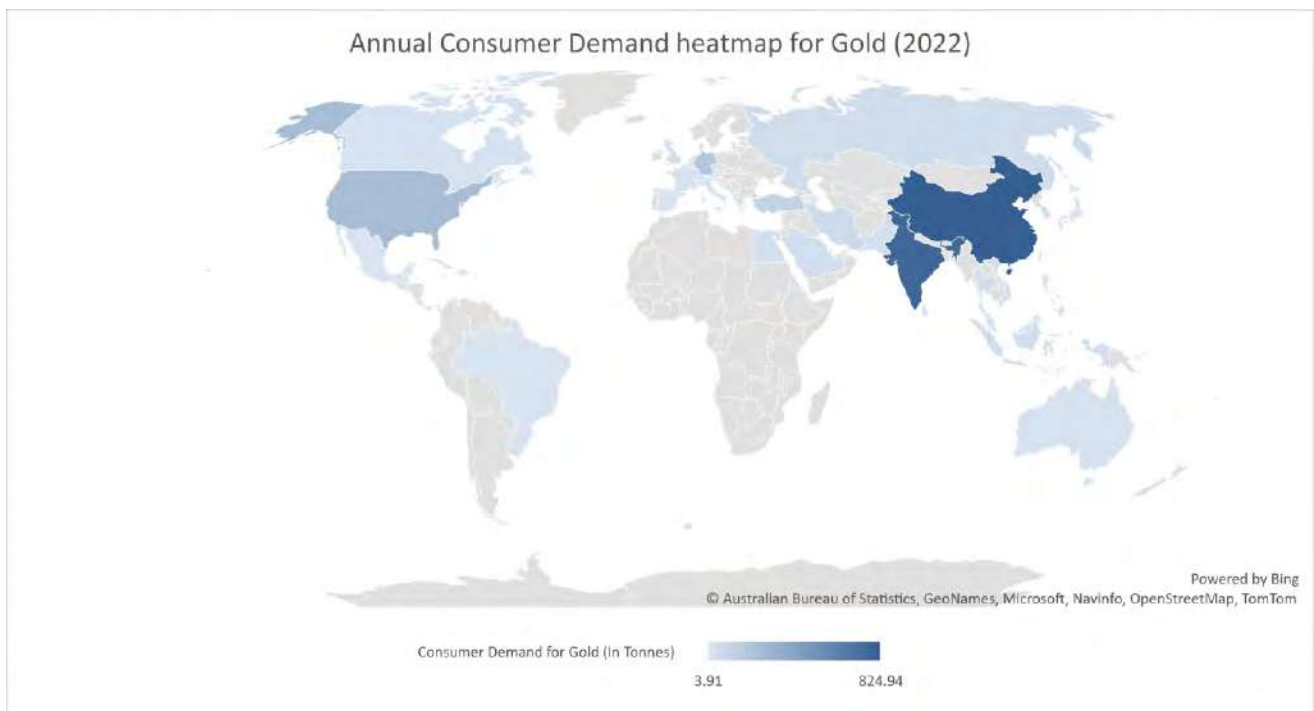 Annual Consumer Demand heatmap for Gold (2022)
Powered by Bing
© Australian Bureau of Statistics, GeoNames, Microsoft, Navinfo, OpenStreetMap, TomTom
Consumer Demand for Gold (In Tonnes)
3.91 824.94